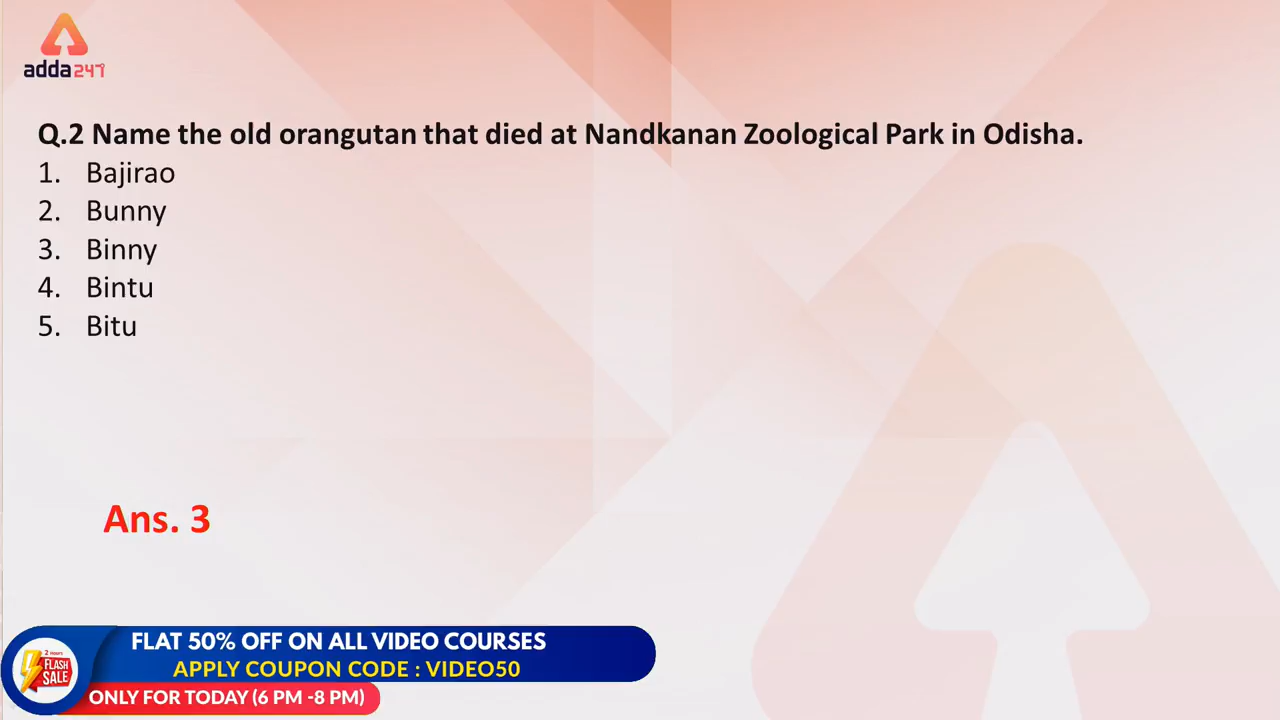 adda247
Q.2 Name the old orangutan that died at Nandkanan Zoological Park in Odisha.
1. Bajirao
2. Bunny
3. Binny
4. Bintu
5. Bitu
Ans. 3
FLAT 50% OFF ON ALL VIDEO COURSES
APPLY COUPON CODE : VIDEO50
2 Hours
FLASH
SALE
ONLY FOR TODAY (6 PM -8 PM)